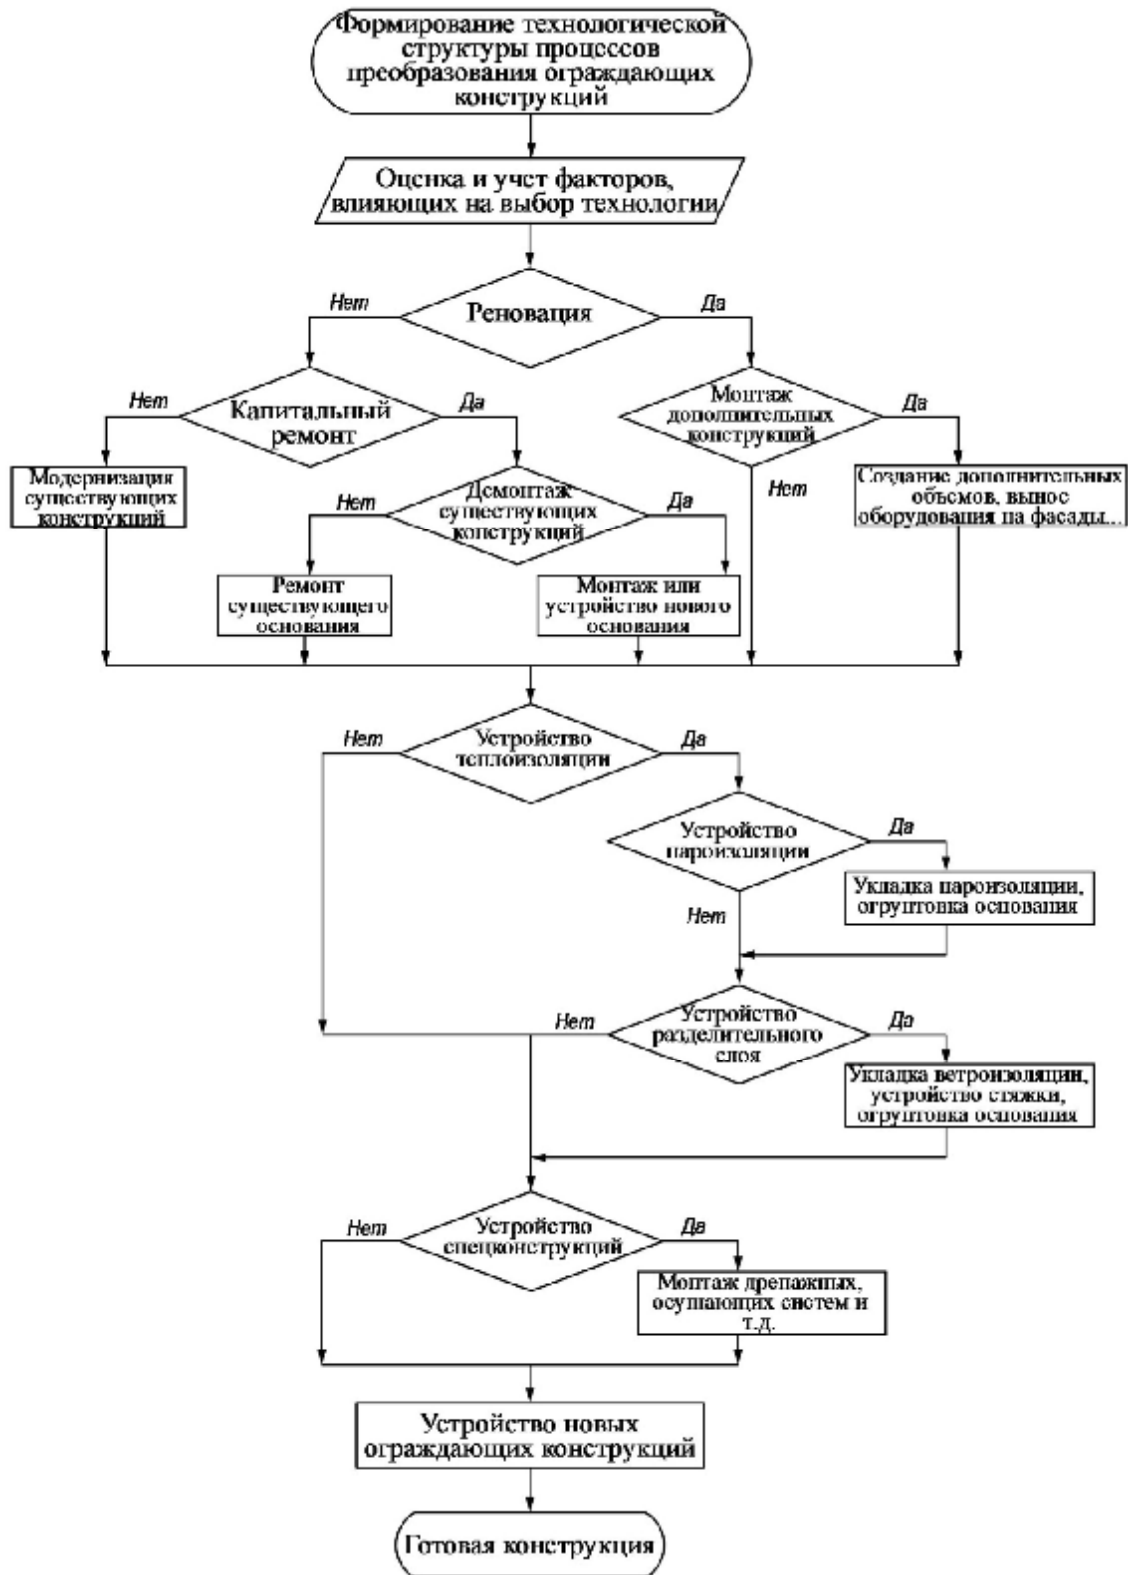 Формирование технологической
структуры процессов
преобразования ограждающих
конструкций
Оценка и учет факторов,
влияющих на выбор технологии
Реновация
Нет
Да
Капитальный
ремонт
Нет
Да
Монтаж
дополнительных
конструкций
Да
Нет
Модернизация
существующих
конструкций
Демонтаж
существующих
конструкций
Нет
Да
Создание дополнительных
объемов, вынос
оборудования на фасады...
Ремонт
существующего
основания
Монтаж или
устройство нового
основания
Устройство
теплоизоляции
Нет
Да
Устройство
пароизоляции
Да
Нет
Укладка пароизоляции,
огрунтовка основания
Устройство
разделительного
слоя
Нет
Да
Укладка ветроизоляции,
устройство стяжки,
огрунтовка основания
Устройство
спецконструкций
Нет
Да
Монтаж дренажных,
осушающих систем и
т.д.
Устройство новых
ограждающих конструкций
Готовая конструкция